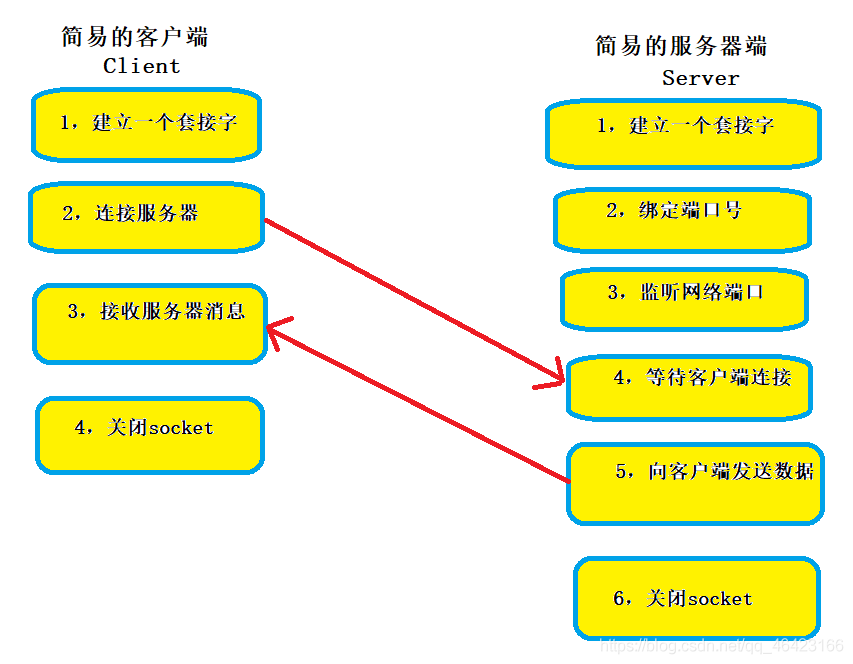 简易的客户端
Client
1，建立一个套接字
2，连接服务器
3，接收服务器消息
4，关闭socket
简易的服务器端
Server
1，建立一个套接字
2，绑定端口号
3，监听网络端口
4，等待客户端连接
5，向客户端发送数据
6，关闭socket
https://blog.csdn.net/qq_46423166